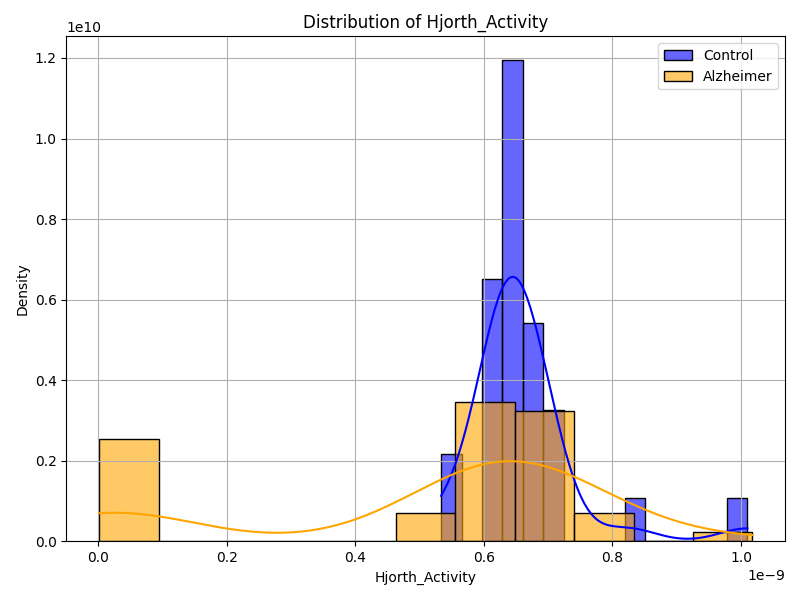 Distribution of Hjorth_Activity
1e10
Control
Alzheimer
1.2
1.0
0.8
0.6
0.4
0.2
0.0
Density
0.0 0.2 0.4 0.6 0.8 1.0
1e−9
Hjorth_Activity